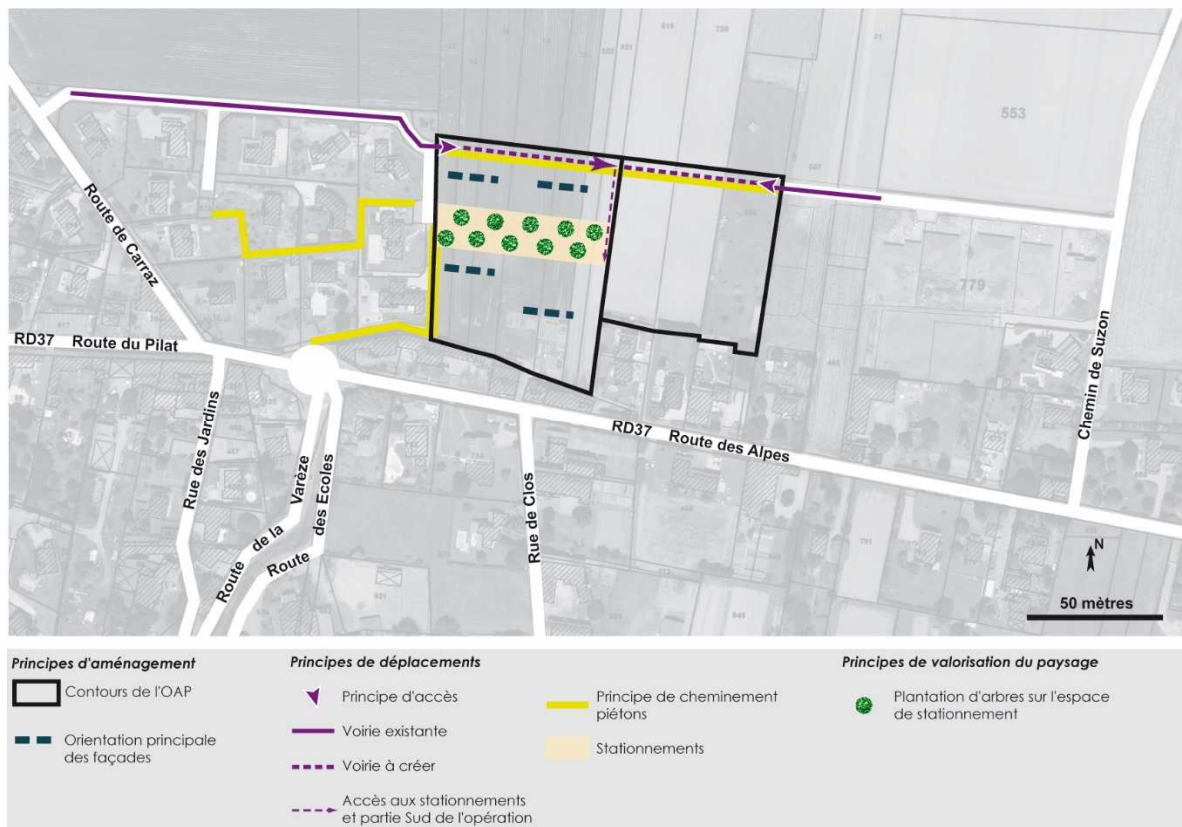 553
779
Route de Carraz
RD37 Route du Pilat
Rue des Jardins
Route de la Varèze
Route des Ecoles
Rue de Clos
RD37 Route des Alpes
Chemin de Suzon
N
50 mètres
Principes d'aménagement
Contours de l'OAP
Orientation principale
des façades
Principes de déplacements
Principe d'accès
Voirie existante
Voirie à créer
Accès aux stationnements
et partie Sud de l'opération
Principe de cheminement
piétons
Stationnements
Principes de valorisation du paysage
Plantation d'arbres sur l'espace
de stationnement